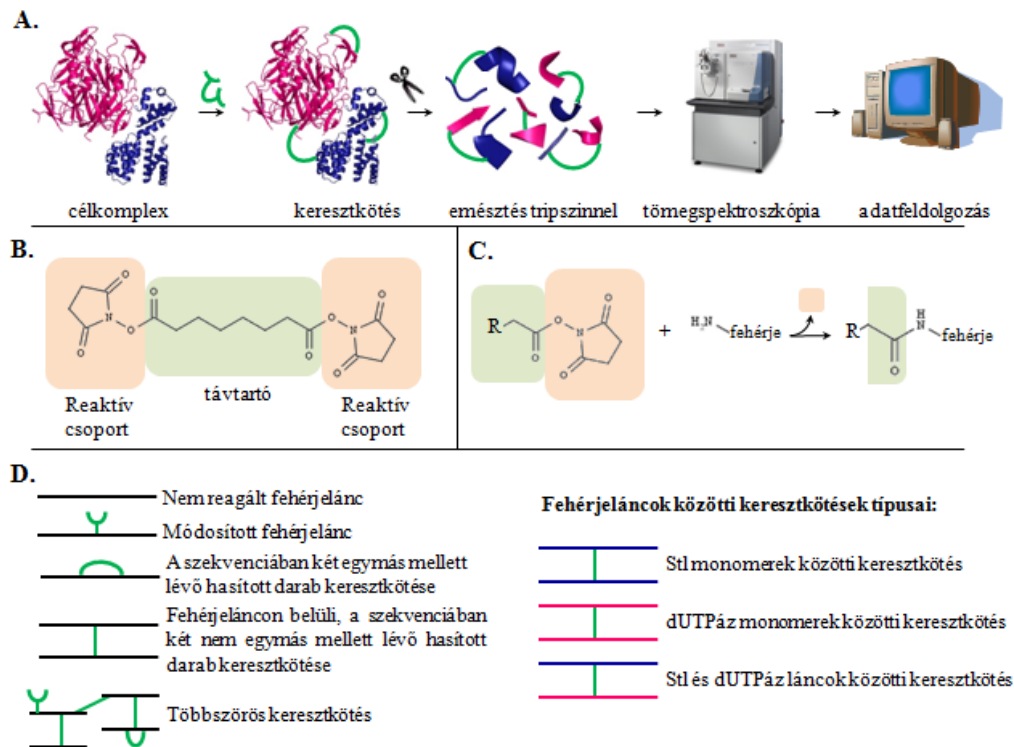 A.
célkomplex
keresztkötés
emésztés tripszinnel
tömegspektroszkópia
adatfeldolgozás
B.
O
N
O
O
O
O
O
N
O
O
Reaktív
csoport
távtartó
Reaktív
csoport
C.
R
O
O
N
O
O
+
H₂N
fehérje
R
O
H
N
fehérje
D.
Nem reagált fehérjelánc
Módosított fehérjelánc
A szekvenciában két egymás mellett
lévő hasított darab keresztkötése
Fehérjeláncon belüli, a szekvenciában
két nem egymás mellett lévő hasított
darab keresztkötése
Többszörös keresztkötés
Fehérjeláncok közötti keresztkötések típusai:
Stl monomerek közötti keresztkötés
dUTPáz monomerek közötti keresztkötés
Stl és dUTPáz láncok közötti keresztkötés